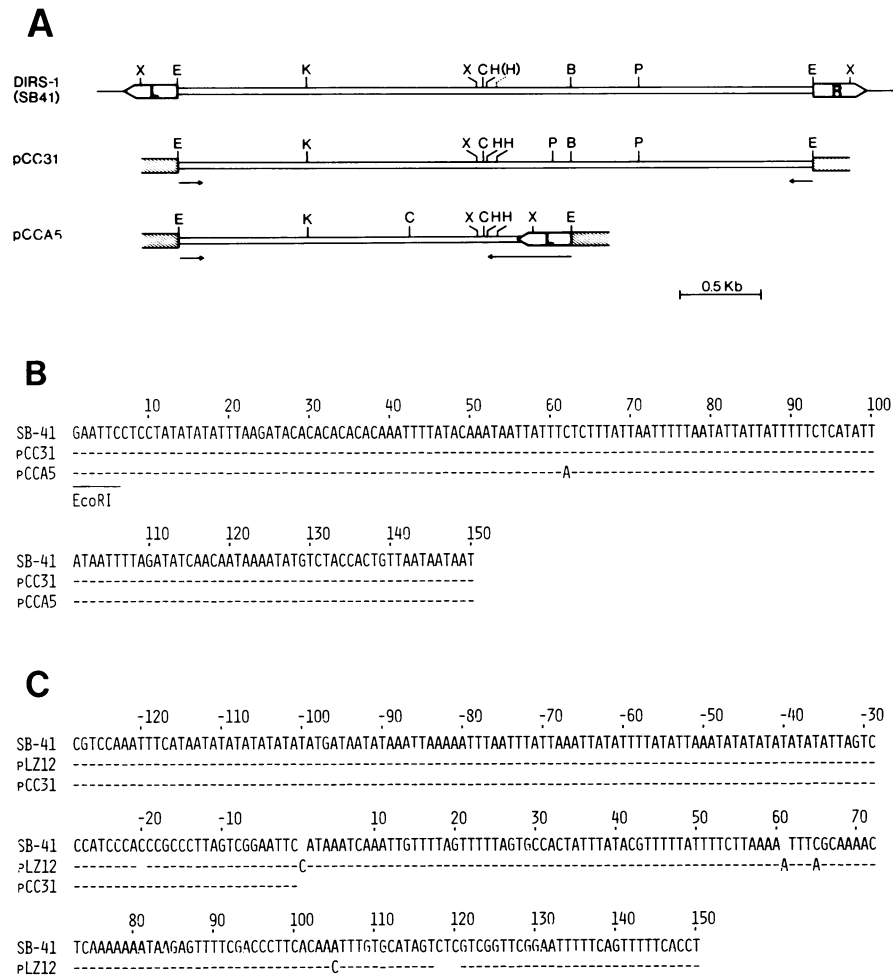 A
X E K X C H(H) B P E X
DIRS-1
(SB41)
L R
E K X C HH P B P E
pCC31
E K C X C HH X E
pCCA5
L
0.5 Kb
B
10 20 30 40 50 60 70 80 90 100
SB-41 GAATTCCTCCTATATATATTTAAGATACACACACACACAAATTTTATACAAATAATTATTTCTCTTTATTAATTTTTAATATTATTATTTTTCTCATATT
pCC31 ----------------------------------------------------------------------------------------------------
pCCA5 -------------------------------------------------------------A--------------------------------------
EcoRI
110 120 130 140 150
SB-41 ATAATTTTAGATATCAACAATAAAATATGTCTACCACTGTTAATAATAAT
pCC31 --------------------------------------------------
pCCA5 --------------------------------------------------
C
-120 -110 -100 -90 -80 -70 -60 -50 -40 -30
SB-41 CGTCCAAATTTCATAATATATATATATATATGATAATATAAATTAAAAATTTAATTTATTAAATTATATTTTATATTAAATATATATATATATATTAGTC
pLZ12 ----------------------------------------------------------------------------------------------------
pCC31 ----------------------------------------------------------------------------------------------------
-20 -10 10 20 30 40 50 60 70
SB-41 CCATCCCACCCGCCCTTAGTCGGAATTC ATAAATCAAATTGTTTTAGTTTTTAGTGCCACTATTTATACGTTTTTATTTTCTTAAAA TTTCGCAAAAC
pLZ12 -------- -------------------C-----------------------------------------------------------A---A-------
pCC31 ----------------------------
80 90 100 110 120 130 140 150
SB-41 TCAAAAAAATAAGAGTTTTCGACCCTTCACAAATTTGTGCATAGTCTCGTCGGTTCGGAATTTTTCAGTTTTTCACCT
pLZ12 --------------------------------C------------ ------------------------------